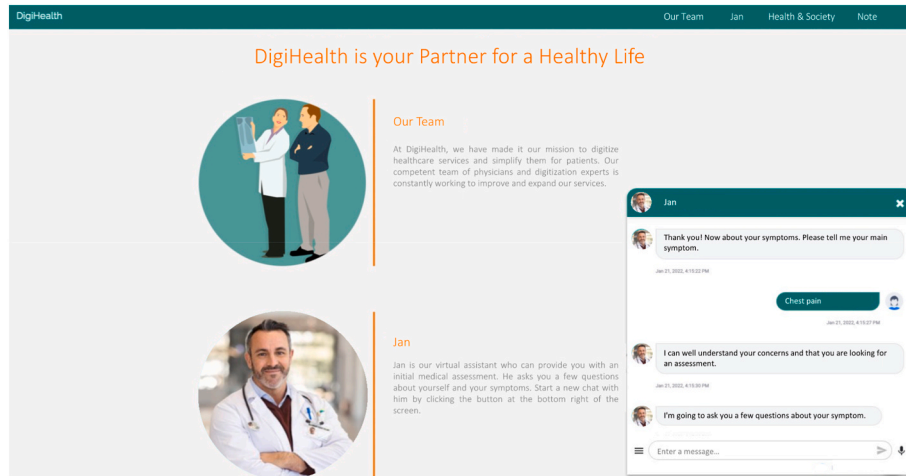 DigiHealth
Our Team Jan Health & Society Note
DigiHealth is your Partner for a Healthy Life
Our Team
At DigiHealth, we have made it our mission to digitize
healthcare services and simplify them for patients. Our
competent team of physicians and digitization experts is
constantly working to improve and expand our services.
Jan
Jan is our virtual assistant who can provide you with an
initial medical assessment. He asks you a few questions
about yourself and your symptoms. Start a new chat with
him by clicking the button at the bottom right of the
screen.
Jan
Thank you! Now about your symptoms. Please tell me your main
symptom.
Jan 21, 2022, 4:15:22 PM
Chest pain
Jan 21, 2022, 4:15:27 PM
I can well understand your concerns and that you are looking for
an assessment.
Jan 21, 2022, 4:15:30 PM
I'm going to ask you a few questions about your symptom.
Enter a message...